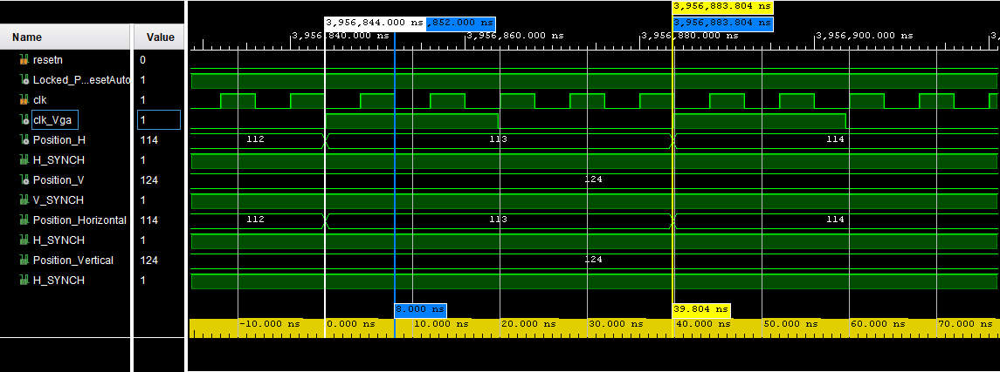 3,956,883.804 ns
3,956,844.000 ns ,852.000 ns 3,956,883.804 ns
Name Value
3,956,840.000 ns 3,956,860.000 ns 3,956,880.000 ns 3,956,900.000 ns 3,
resetn 0
Locked_P...esetAuto 1
clk 1
clk_Vga 1
Position_H 114 112 113 114
H_SYNCH 1
Position_V 124 124
V_SYNCH 1
Position_Horizontal 114 112 113 114
H_SYNCH 1
Position_Vertical 124 124
H_SYNCH 1
8.000 ns 39.804 ns
-10.000 ns 0.000 ns 10.000 ns 20.000 ns 30.000 ns 40.000 ns 50.000 ns 60.000 ns 70.000 ns